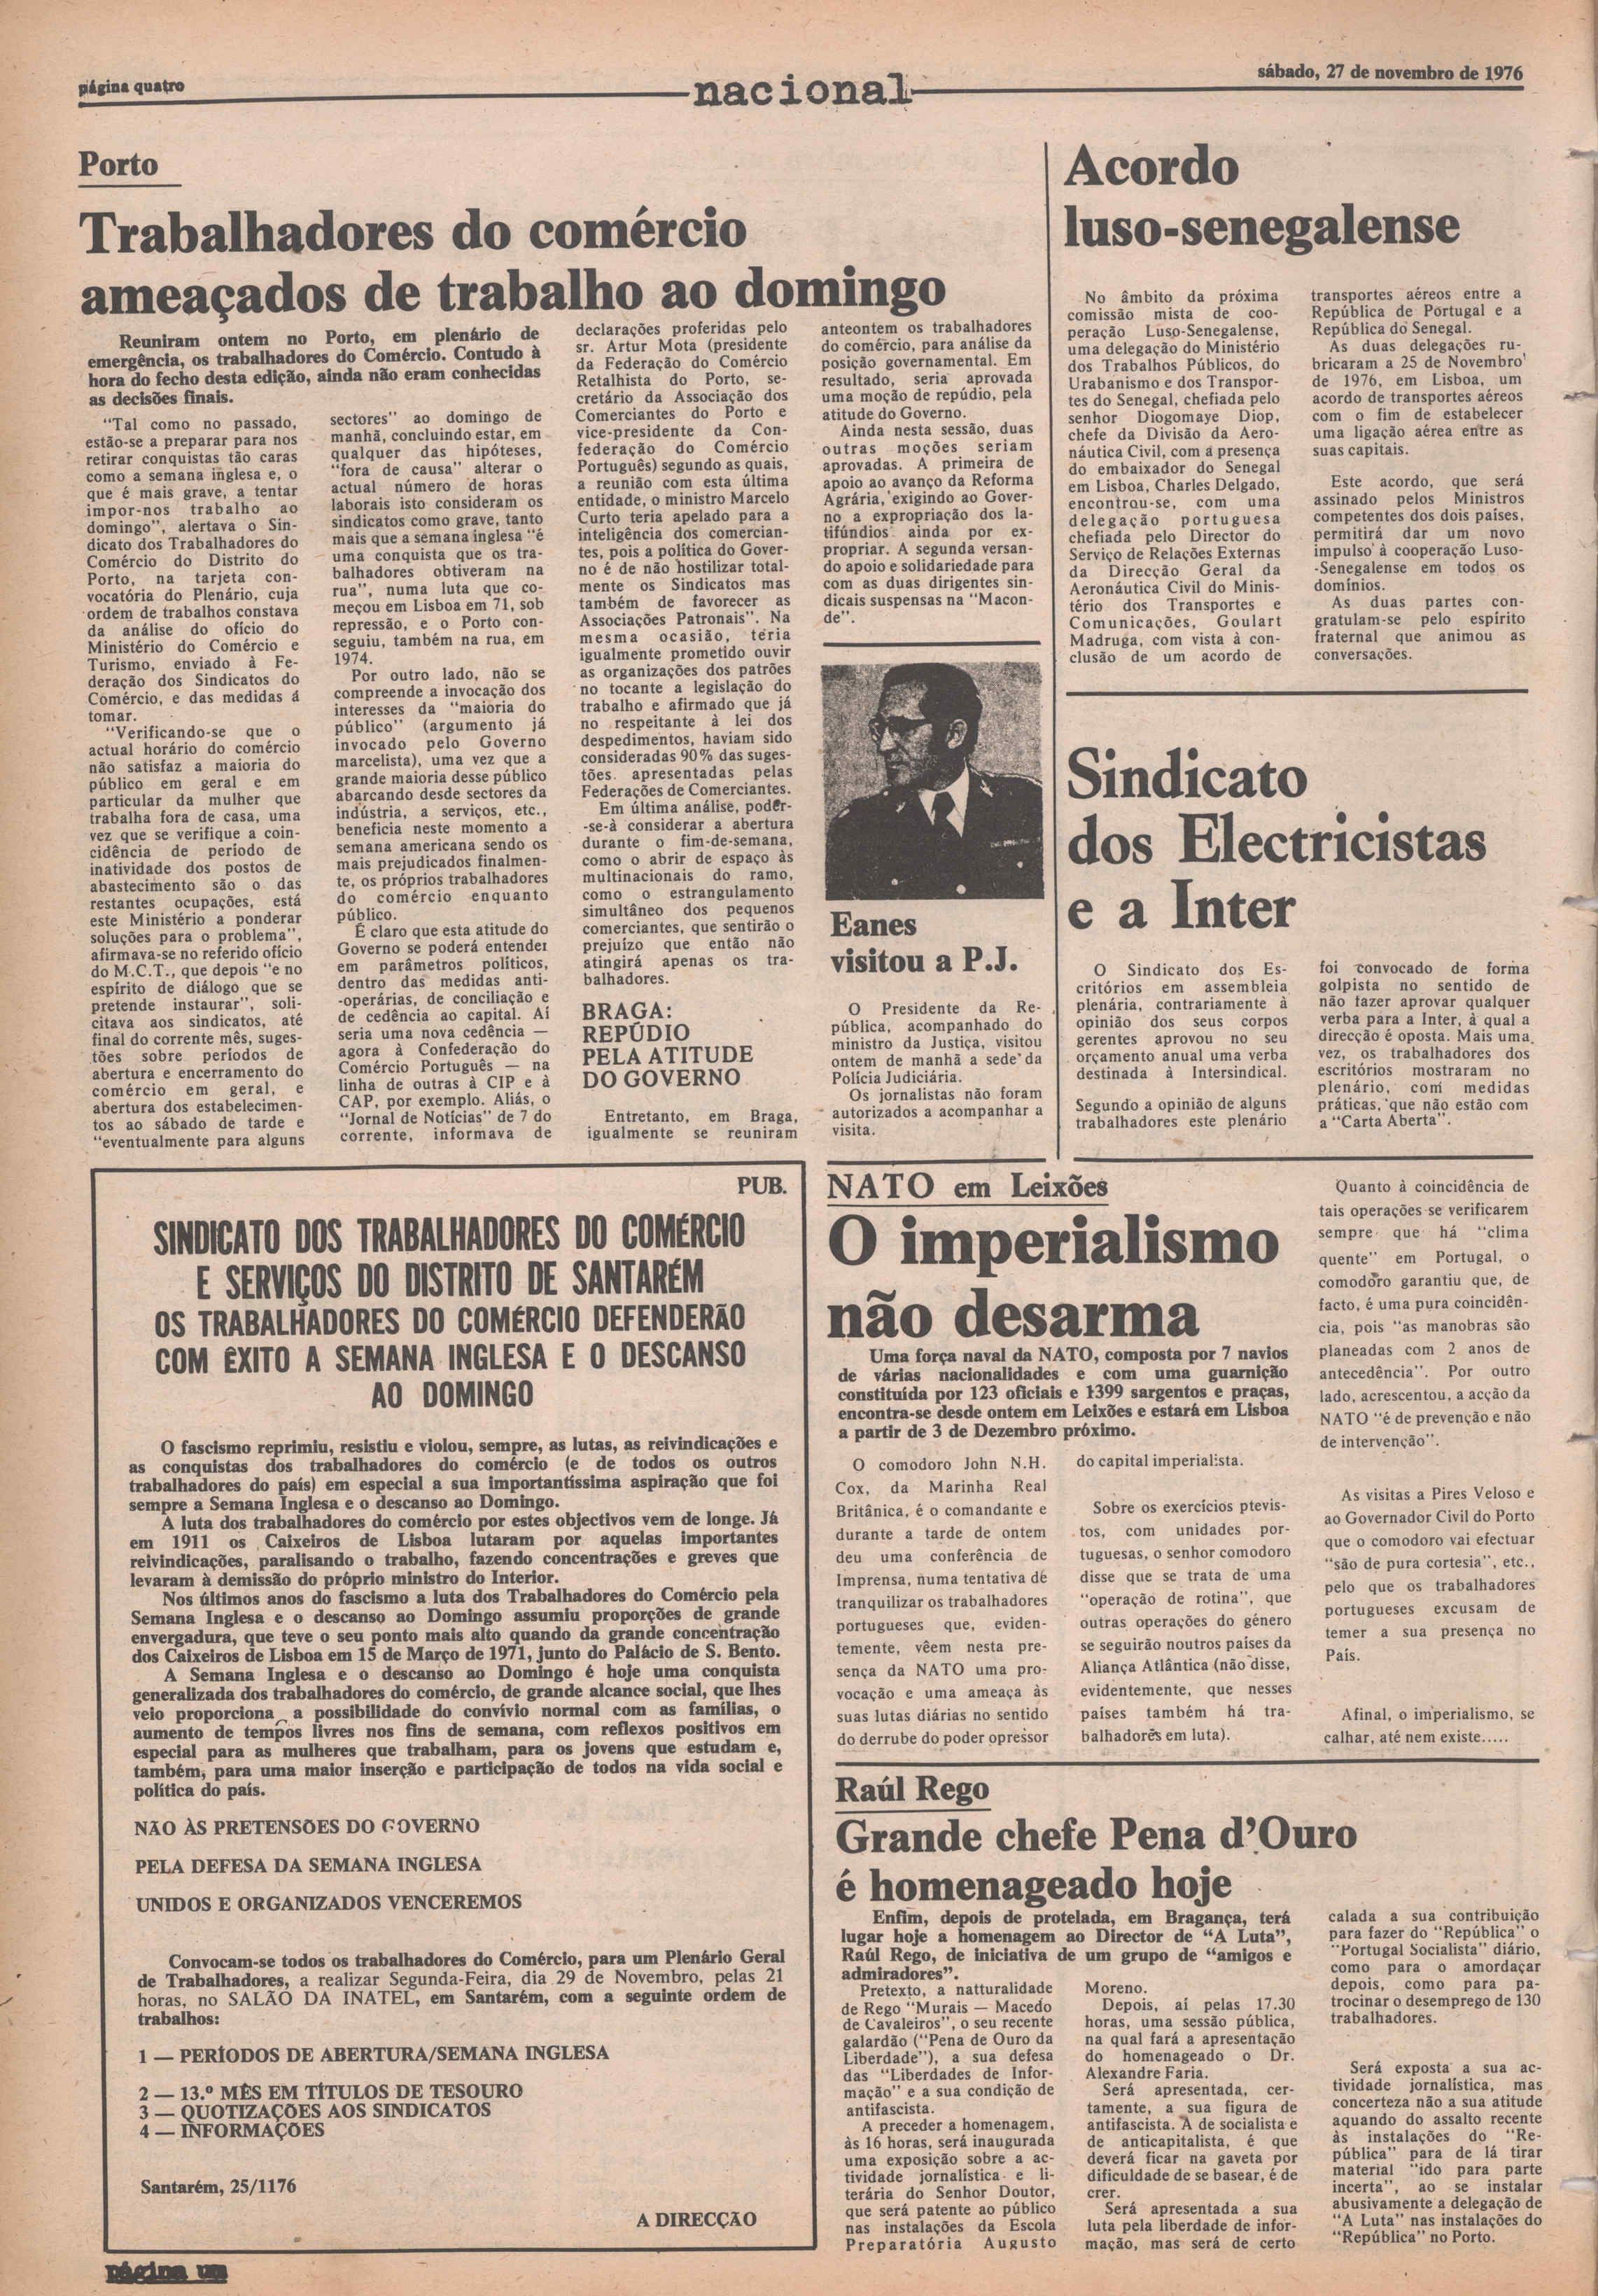 página quatro
nacional
sábado, 27 de novembro de 1976
Porto
Trabalhadores do comércio
ameaçados de trabalho ao domingo
Reuniram ontem no Porto, em plenário de
emergência, os trabalhadores do Comércio. Contudo à
hora do fecho desta edição, ainda não eram conhecidas
as decisões finais.
"Tal como no passado,
estão-se a preparar para nos
retirar conquistas tão caras
como a semana inglesa e, o
que é mais grave, a tentar
impor-nos trabalho ao
domingo", alertava o Sin-
dicato dos Trabalhadores do
Comércio do Distrito do
Porto, na tarjeta con-
vocatória do Plenário, cuja
ordem de trabalhos constava
da análise do ofício do
Ministério do Comércio e
Turismo, enviado à Fe-
deração dos Sindicatos do
Comércio, e das medidas á
tomar.
"Verificando-se que o
actual horário do comércio
não satisfaz a maioria do
público em geral e em
particular da mulher que
trabalha fora de casa, uma
vez que se verifique a coin-
cidência de período de
inatividade dos postos de
abastecimento são o das
restantes ocupações, está
este Ministério a ponderar
soluções para o problema",
afirmava-se no referido ofício
do M.C.T., que depois "e no
espírito de diálogo que se
pretende instaurar", soli-
citava aos sindicatos, até
final do corrente mês, suges-
tões sobre períodos de
abertura e encerramento do
comércio em geral, e
abertura dos estabelecimen-
tos ao sábado de tarde e
"eventualmente para alguns
sectores" ao domingo de
manhã, concluindo estar, em
qualquer das hipóteses,
"fora de causa" alterar o
actual número de horas
laborais isto consideram os
sindicatos como grave, tanto
mais que a semana inglesa "é
uma conquista que os tra-
balhadores obtiveram na
rua", numa luta que co-
meçou em Lisboa em 71, sob
repressão, e o Porto con-
seguiu, também na rua, em
1974.
Por outro lado, não se
compreende a invocação dos
interesses da "maioria do
público" (argumento já
invocado pelo Governo
marcelista), uma vez que a
grande maioria desse público
abarcando desde sectores da
indústria, a serviços, etc.,
beneficia neste momento a
semana americana sendo os
mais prejudicados finalmen-
te, os próprios trabalhadores
do comércio enquanto
público.
É claro que esta atitude do
Governo se poderá entender
em parâmetros políticos,
dentro das medidas anti-
-operárias, de conciliação e
de cedência ao capital. Aí
seria uma nova cedência —
agora à Confederação do
Comércio Português — na
linha de outras à CIP e à
CAP, por exemplo. Aliás, o
"Jornal de Notícias" de 7 do
corrente, informava de
declarações proferidas pelo
sr. Artur Mota (presidente
da Federação do Comércio
Retalhista do Porto, se-
cretário da Associação dos
Comerciantes do Porto e
vice-presidente da Con-
federação do Comércio
Português) segundo as quais,
a reunião com esta última
entidade, o ministro Marcelo
Curto teria apelado para a
inteligência dos comercian-
tes, pois a política do Gover-
no é de não hostilizar total-
mente os Sindicatos mas
também de favorecer as
Associações Patronais". Na
mesma ocasião, teria
igualmente prometido ouvir
as organizações dos patrões
no tocante a legislação do
trabalho e afirmado que já
no respeitante à lei dos
despedimentos, haviam sido
consideradas 90% das suges-
tões apresentadas pelas
Federações de Comerciantes.
Em última análise, poder-
-se-à considerar a abertura
durante o fim-de-semana,
como o abrir de espaço às
multinacionais do ramo,
como o estrangulamento
simultâneo dos pequenos
comerciantes, que sentirão o
prejuízo que então não
atingirá apenas os tra-
balhadores.
BRAGA:
REPÚDIO
PELA ATITUDE
DO GOVERNO
Entretanto, em Braga,
igualmente se reuniram
anteontem os trabalhadores
do comércio, para análise da
posição governamental. Em
resultado, seria aprovada
uma moção de repúdio, pela
atitude do Governo.
Ainda nesta sessão, duas
outras moções seriam
aprovadas. A primeira de
apoio ao avanço da Reforma
Agrária, exigindo ao Gover-
no a expropriação dos la-
tifúndios ainda por ex-
propriar. A segunda versan-
do apoio e solidariedade para
com as duas dirigentes sin-
dicais suspensas na "Macon-
de".
Eanes
visitou a P.J.
O Presidente da Re-
pública, acompanhado do
ministro da Justiça, visitou
ontem de manhã a sede da
Polícia Judiciária.
Os jornalistas não foram
autorizados a acompanhar a
visita.
Acordo
luso-senegalense
No âmbito da próxima
comissão mista de coo-
peração Luso-Senegalense,
uma delegação do Ministério
dos Trabalhos Públicos, do
Urabanismo e dos Transpor-
tes do Senegal, chefiada pelo
senhor Diogomaye Diop,
chefe da Divisão da Aero-
náutica Civil, com a presença
do embaixador do Senegal
em Lisboa, Charles Delgado,
encontrou-se, com uma
delegação portuguesa
chefiada pelo Director do
Serviço de Relações Externas
da Direcção Geral da
Aeronáutica Civil do Minis-
tério dos Transportes e
Comunicações, Goulart
Madruga, com vista à con-
clusão de um acordo de
transportes aéreos entre a
República de Portugal e a
República do Senegal.
As duas delegações ru-
bricaram a 25 de Novembro
de 1976, em Lisboa, um
acordo de transportes aéreos
com o fim de estabelecer
uma ligação aérea entre as
suas capitais.
Este acordo, que será
assinado pelos Ministros
competentes dos dois países,
permitirá dar um novo
impulso à cooperação Luso-
-Senegalense em todos os
domínios.
As duas partes con-
gratulam-se pelo espírito
fraternal que animou as
conversações.
Sindicato
dos Electricistas
e a Inter
O Sindicato dos Es-
critórios em assembleia
plenária, contrariamente à
opinião dos seus corpos
gerentes aprovou no seu
orçamento anual uma verba
destinada à Intersindical.
Segundo a opinião de alguns
trabalhadores este plenário
foi convocado de forma
golpista no sentido de
não fazer aprovar qualquer
verba para a Inter, à qual a
direcção é oposta. Mais uma
vez, os trabalhadores dos
escritórios mostraram no
plenário, com medidas
práticas, que não estão com
a "Carta Aberta".
PUB.
SINDICATO DOS TRABALHADORES DO COMÉRCIO
E SERVIÇOS DO DISTRITO DE SANTARÉM
OS TRABALHADORES DO COMÉRCIO DEFENDERÃO
COM ÊXITO A SEMANA INGLESA E O DESCANSO
AO DOMINGO
O fascismo reprimiu, resistiu e violou, sempre, as lutas, as reivindicações e
as conquistas dos trabalhadores do comércio (e de todos os outros
trabalhadores do país) em especial a sua importantíssima aspiração que foi
sempre a Semana Inglesa e o descanso ao Domingo.
A luta dos trabalhadores do comércio por estes objectivos vem de longe. Já
em 1911 os Caixeiros de Lisboa lutaram por aquelas importantes
reivindicações, paralisando o trabalho, fazendo concentrações e greves que
levaram à demissão do próprio ministro do Interior.
Nos últimos anos do fascismo a luta dos Trabalhadores do Comércio pela
Semana Inglesa e o descanso ao Domingo assumiu proporções de grande
envergadura, que teve o seu ponto mais alto quando da grande concentração
dos Caixeiros de Lisboa em 15 de Março de 1971, junto do Palácio de S. Bento.
A Semana Inglesa e o descanso ao Domingo é hoje uma conquista
generalizada dos trabalhadores do comércio, de grande alcance social, que lhes
veio proporciona a possibilidade do convívio normal com as famílias, o
aumento de tempos livres nos fins de semana, com reflexos positivos em
especial para as mulheres que trabalham, para os jovens que estudam e,
também, para uma maior inserção e participação de todos na vida social e
política do país.
NÃO ÀS PRETENSÕES DO GOVERNO
PELA DEFESA DA SEMANA INGLESA
UNIDOS E ORGANIZADOS VENCEREMOS
Convocam-se todos os trabalhadores do Comércio, para um Plenário Geral
de Trabalhadores, a realizar Segunda-Feira, dia 29 de Novembro, pelas 21
horas, no SALÃO DA INATEL, em Santarém, com a seguinte ordem de
trabalhos:
1 — PERÍODOS DE ABERTURA/SEMANA INGLESA
2 — 13.º MÊS EM TÍTULOS DE TESOURO
3 — QUOTIZAÇÕES AOS SINDICATOS
4 — INFORMAÇÕES
Santarém, 25/1176
A DIRECÇÃO
NATO em Leixões
O imperialismo
não desarma
Uma força naval da NATO, composta por 7 navios
de várias nacionalidades e com uma guarnição
constituída por 123 oficiais e 1399 sargentos e praças,
encontra-se desde ontem em Leixões e estará em Lisboa
a partir de 3 de Dezembro próximo.
O comodoro John N.H.
Cox, da Marinha Real
Britânica, é o comandante e
durante a tarde de ontem
deu uma conferência de
Imprensa, numa tentativa de
tranquilizar os trabalhadores
portugueses que, eviden-
temente, vêem nesta pre-
sença da NATO uma pro-
vocação e uma ameaça às
suas lutas diárias no sentido
do derrube do poder opressor
do capital imperialista.
Sobre os exercícios ptevis-
tos, com unidades por-
tuguesas, o senhor comodoro
disse que se trata de uma
"operação de rotina", que
outras operações do género
se seguirão noutros países da
Aliança Atlântica (não disse,
evidentemente, que nesses
países também há tra-
balhadores em luta).
Quanto à coincidência de
tais operações se verificarem
sempre que há "clima
quente" em Portugal, o
comodoro garantiu que, de
facto, é uma pura coincidên-
cia, pois "as manobras são
planeadas com 2 anos de
antecedência". Por outro
lado, acrescentou, a acção da
NATO "é de prevenção e não
de intervenção".
As visitas a Pires Veloso e
ao Governador Civil do Porto
que o comodoro vai efectuar
"são de pura cortesia", etc.,
pelo que os trabalhadores
portugueses excusam de
temer a sua presença no
País.
Afinal, o imperialismo, se
calhar, até nem existe.....
Raúl Rego
Grande chefe Pena d'Ouro
é homenageado hoje
Enfim, depois de protelada, em Bragança, terá
lugar hoje a homenagem ao Director de "A Luta",
Raúl Rego, de iniciativa de um grupo de "amigos e
admiradores".
Pretexto, a natturalidade
de Rego "Murais — Macedo
de Cavaleiros", o seu recente
galardão ("Pena de Ouro da
Liberdade"), a sua defesa
das "Liberdades de Infor-
mação" e a sua condição de
antifascista.
A preceder a homenagem,
às 16 horas, será inaugurada
uma exposição sobre a ac-
tividade jornalística e li-
terária do Senhor Doutor,
que será patente ao público
nas instalações da Escola
Preparatória Augusto
Moreno.
Depois, aí pelas 17.30
horas, uma sessão pública,
na qual fará a apresentação
do homenageado o Dr.
Alexandre Faria.
Será apresentada, cer-
tamente, a sua figura de
antifascista. A de socialista e
de anticapitalista, é que
deverá ficar na gaveta por
dificuldade de se basear, é de
crer.
Será apresentada a sua
luta pela liberdade de infor-
mação, mas será de certo
calada a sua contribuição
para fazer do "República" o
"Portugal Socialista" diário,
como para o amordaçar
depois, como para pa-
trocinar o desemprego de 130
trabalhadores.
Será exposta a sua ac-
tividade jornalística, mas
concerteza não a sua atitude
aquando do assalto recente
às instalações do "Re-
pública" para de lá tirar
material "ido para parte
incerta", ao se instalar
abusivamente a delegação de
"A Luta" nas instalações do
"República" no Porto.
página um